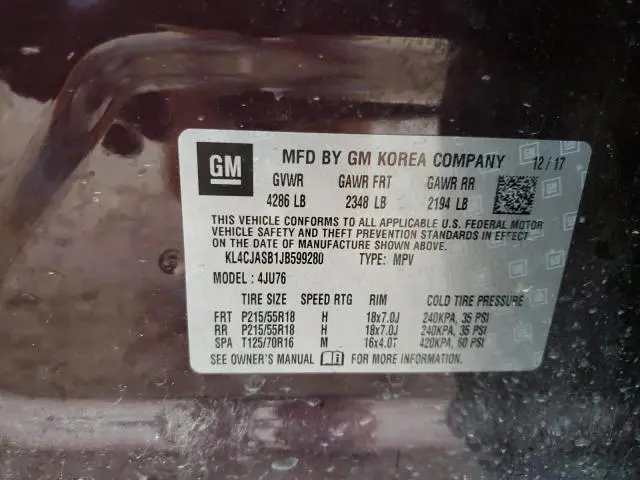 GM MFD BY GM KOREA COMPANY 12/17
GVWR GAWR FRT GAWR RR
4286 LB 2348 LB 2194 LB
THIS VEHICLE CONFORMS TO ALL APPLICABLE U.S. FEDERAL MOTOR
VEHICLE SAFETY AND THEFT PREVENTION STANDARDS IN EFFECT
ON THE DATE OF MANUFACTURE SHOWN ABOVE.
KL4CJASB1JB599280 TYPE: MPV
MODEL: 4JU76
TIRE SIZE SPEED RTG RIM COLD TIRE PRESSURE
FRT P215/55R18 H 18x7.0J 240KPA, 35 PSI
RR P215/55R18 H 18x7.0J 240KPA, 35 PSI
SPA T125/70R16 M 16x4.0T 420KPA, 60 PSI
SEE OWNER'S MANUAL FOR MORE INFORMATION.